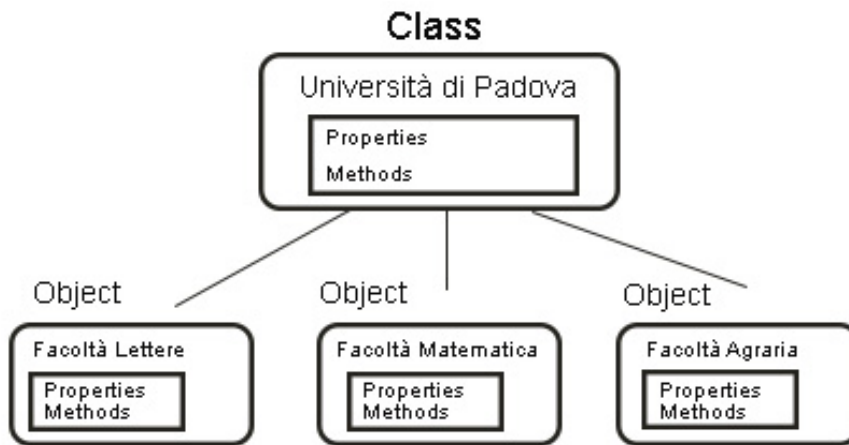 Class
Università di Padova
Properties
Methods
Object
Object
Object
Facoltà Lettere
Properties
Methods
Facoltà Matematica
Properties
Methods
Facoltà Agraria
Properties
Methods